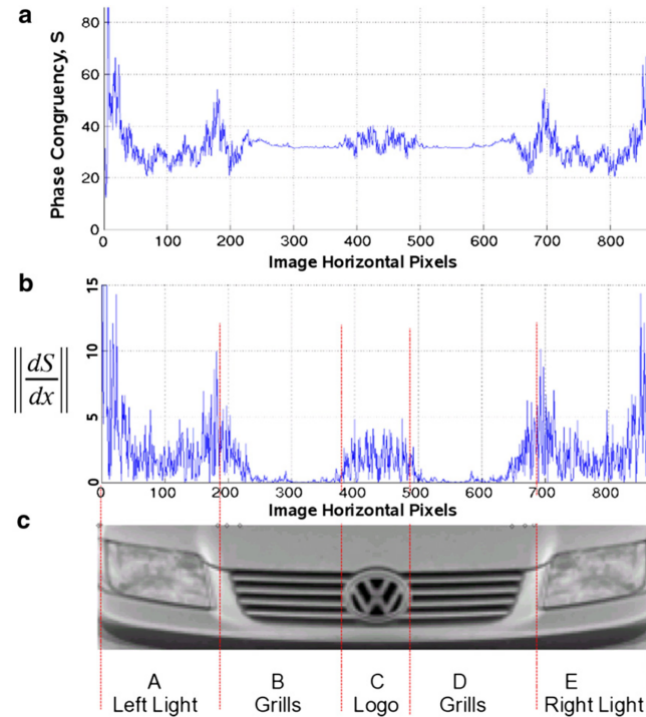 a
Phase Congruency, S
80
60
40
20
0
0 100 200 300 400 500 600 700 800
Image Horizontal Pixels
b
‖dS/dx‖
15
10
5
0
0 100 200 300 400 500 600 700 800
Image Horizontal Pixels
c
VW
A B C D E
Left Light Grills Logo Grills Right Light